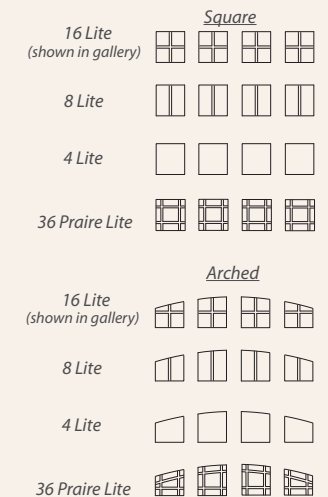 Square
16 Lite
(shown in gallery)
8 Lite
4 Lite
36 Praire Lite
Arched
16 Lite
(shown in gallery)
8 Lite
4 Lite
36 Praire Lite